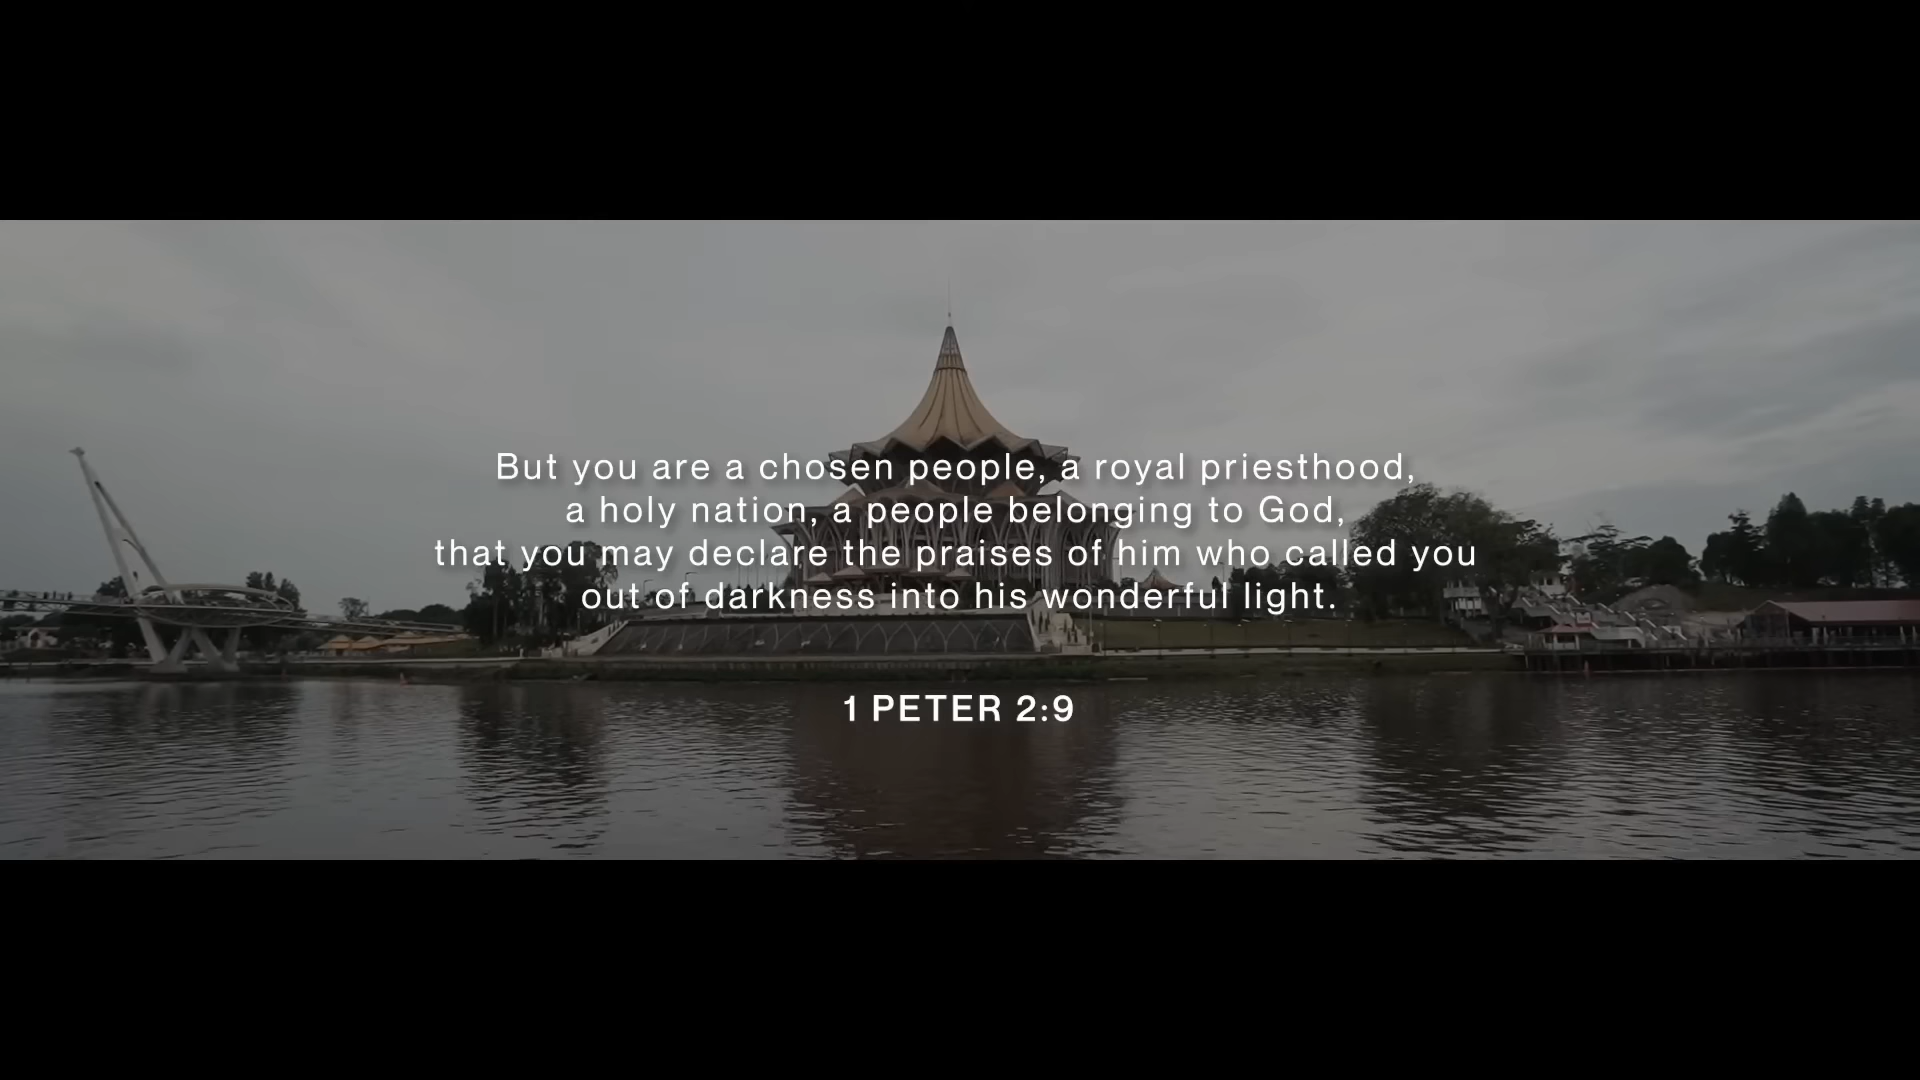 But you are a chosen people, a royal priesthood,
a holy nation, a people belonging to God,
that you may declare the praises of him who called you
out of darkness into his wonderful light.
1 PETER 2:9